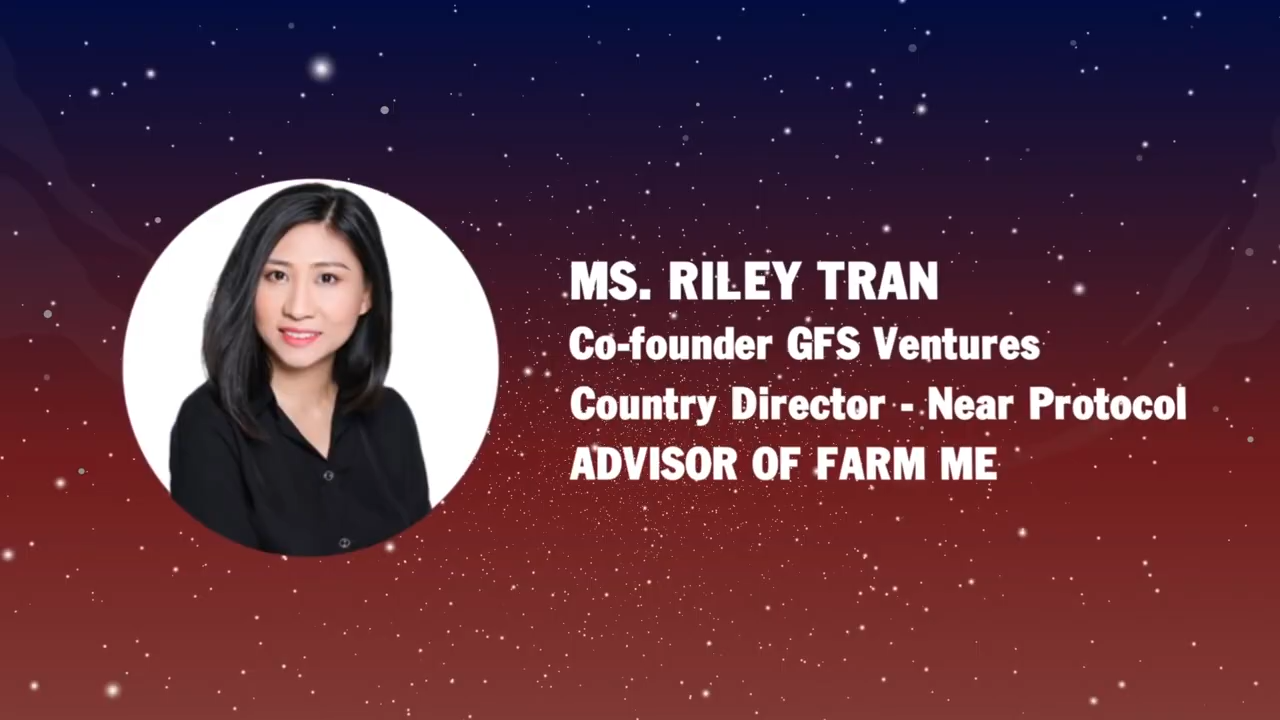 MS. RILEY TRAN
Co-founder GFS Ventures
Country Director - Near Protocol
ADVISOR OF FARM ME